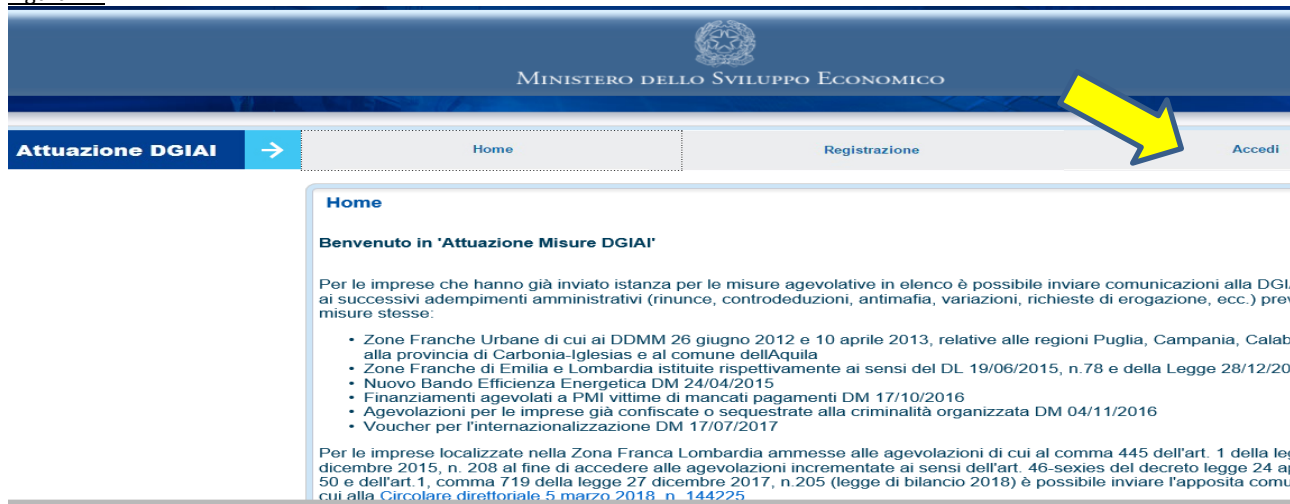 Ministero dello Sviluppo Economico
Attuazione DGIAI
Home
Registrazione
Accedi
Home
Benvenuto in 'Attuazione Misure DGIAI'
Per le imprese che hanno già inviato istanza per le misure agevolative in elenco è possibile inviare comunicazioni alla
ai successivi adempimenti amministrativi (rinunce, controdeduzioni, antimafia, variazioni, richieste di erogazione, ecc.)
misure stesse:
• Zone Franche Urbane di cui ai DDMM 26 giugno 2012 e 10 aprile 2013, relative alle regioni Puglia, Campania,
alla provincia di Carbonia-Iglesias e al comune dellAquila
• Zone Franche di Emilia e Lombardia istituite rispettivamente ai sensi del DL 19/06/2015, n.78 e della Legge
• Nuovo Bando Efficienza Energetica DM 24/04/2015
• Finanziamenti agevolati a PMI vittime di mancati pagamenti DM 17/10/2016
• Agevolazioni per le imprese già confiscate o sequestrate alla criminalità organizzata DM 04/11/2016
• Voucher per l'internazionalizzazione DM 17/07/2017
Per le imprese localizzate nella Zona Franca Lombardia ammesse alle agevolazioni di cui al comma 445 dell'art. 1 della
dicembre 2015, n. 208 al fine di accedere alle agevolazioni incrementate ai sensi dell'art. 46-sexies del decreto legge 24
50 e dell'art.1, comma 719 della legge 27 dicembre 2017, n.205 (legge di bilancio 2018) è possibile inviare l'apposita
cui alla Circolare direttoriale 5 marzo 2018, n. 144225